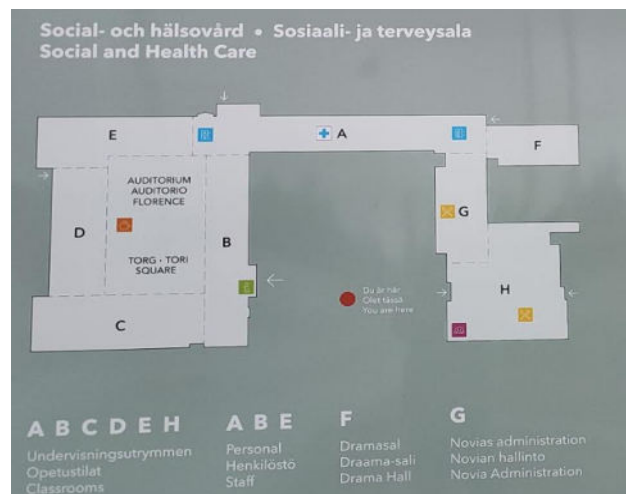 Social- och hälsovård • Sosiaali- ja terveysala
Social and Health Care
E
A
F
AUDITORIUM
AUDITORIO
FLORENCE
D
B
G
TORG · TORI
SQUARE
H
Du är här
Olet tässä
You are here
C
A B C D E H
Undervisningsutrymmen
Opetustilat
Classrooms
A B E
Personal
Henkilöstö
Staff
F
Dramasal
Draama-sali
Drama Hall
G
Novias administration
Novian hallinto
Novia Administration